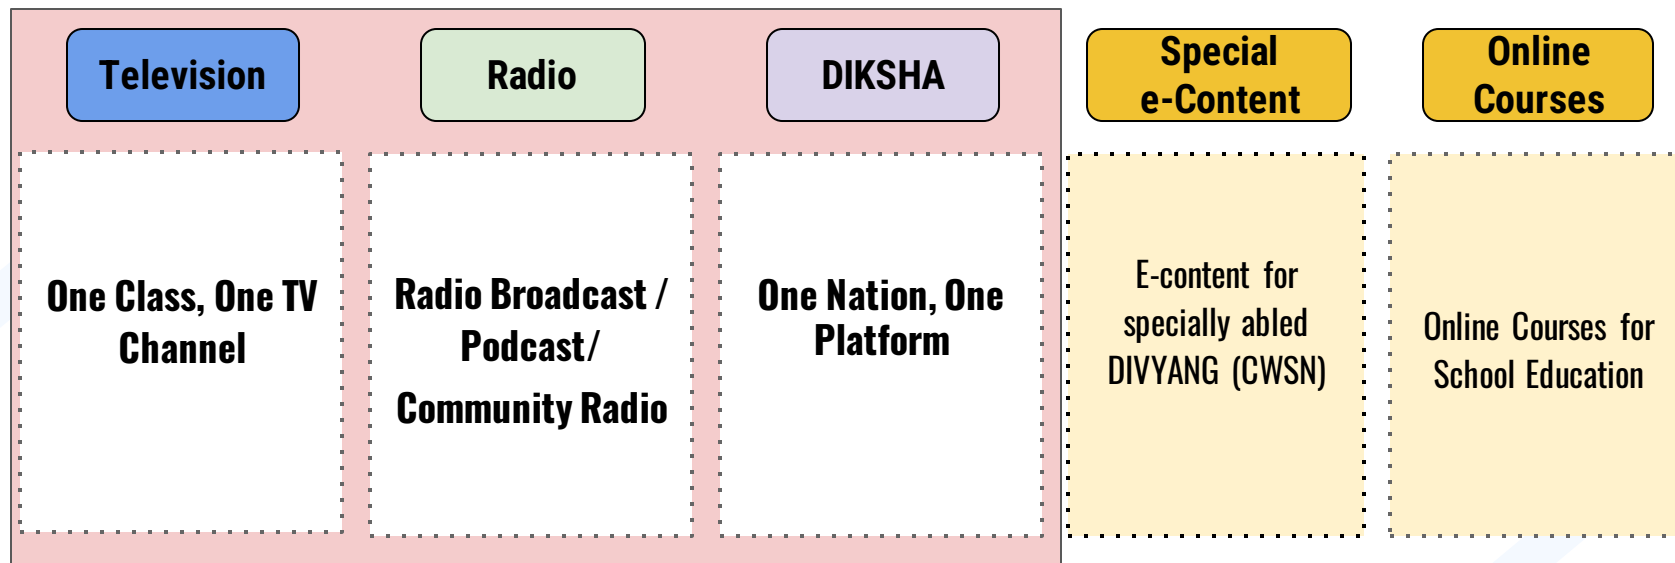 Television
One Class, One TV
Channel
Radio
Radio Broadcast /
Podcast/
Community Radio
DIKSHA
One Nation, One
Platform
Special
e-Content
E-content for
specially abled
DIVYANG (CWSN)
Online
Courses
Online Courses for
School Education